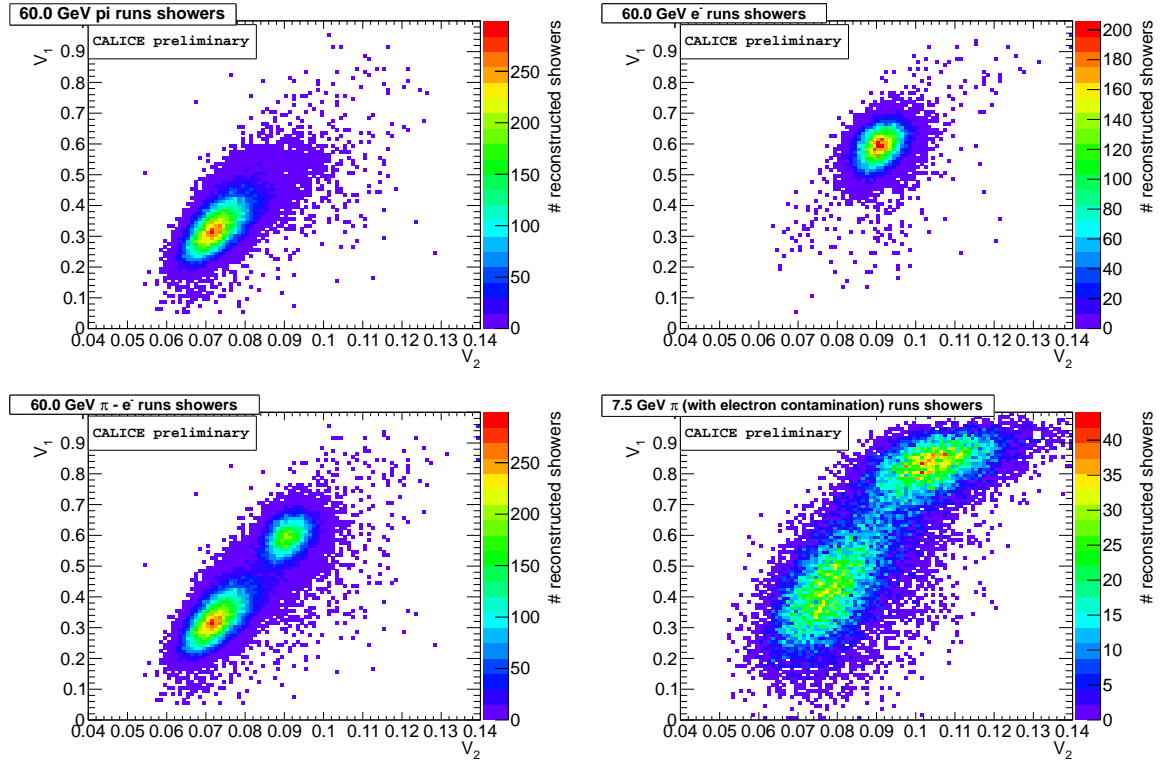 60.0 GeV pi runs showers
CALICE preliminary
V1
0.9
0.8
0.7
0.6
0.5
0.4
0.3
0.2
0.1
0
0.04 0.05 0.06 0.07 0.08 0.09 0.1 0.11 0.12 0.13 0.14
V2
250
200
150
100
50
0
# reconstructed showers
60.0 GeV e-
runs showers
CALICE preliminary
V1
0.9
0.8
0.7
0.6
0.5
0.4
0.3
0.2
0.1
0
0.04 0.05 0.06 0.07 0.08 0.09 0.1 0.11 0.12 0.13 0.14
V2
200
180
160
140
120
100
80
60
40
20
0
# reconstructed showers
60.0 GeV π - e- runs showers
CALICE preliminary
V1
0.9
0.8
0.7
0.6
0.5
0.4
0.3
0.2
0.1
0
0.04 0.05 0.06 0.07 0.08 0.09 0.1 0.11 0.12 0.13 0.14
V2
250
200
150
100
50
0
# reconstructed showers
7.5 GeV π (with electron contamination) runs showers
CALICE preliminary
V1
0.9
0.8
0.7
0.6
0.5
0.4
0.3
0.2
0.1
0
0.04 0.05 0.06 0.07 0.08 0.09 0.1 0.11 0.12 0.13 0.14
V2
40
35
30
25
20
15
10
5
0
# reconstructed showers